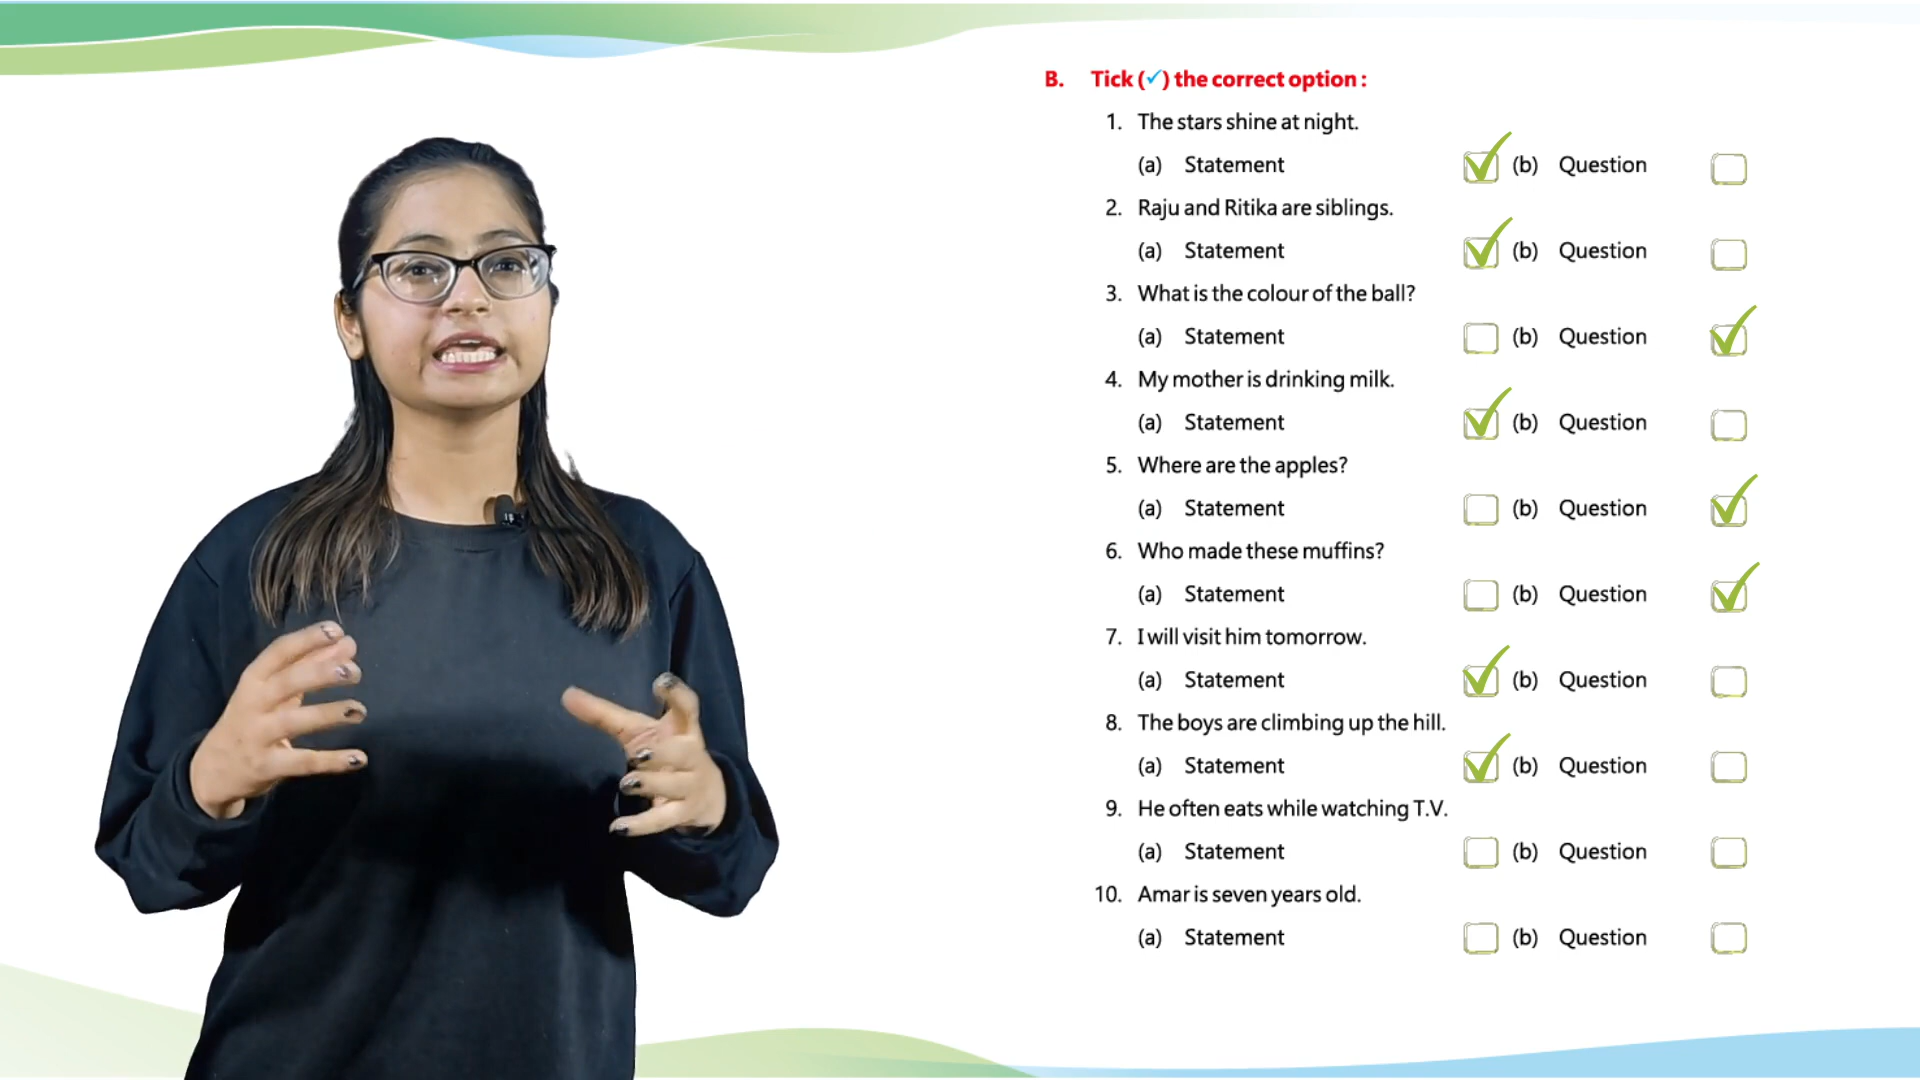 B. Tick (✓) the correct option :
1. The stars shine at night.
(a) Statement (b) Question
2. Raju and Ritika are siblings.
(a) Statement (b) Question
3. What is the colour of the ball?
(a) Statement (b) Question
4. My mother is drinking milk.
(a) Statement (b) Question
5. Where are the apples?
(a) Statement (b) Question
6. Who made these muffins?
(a) Statement (b) Question
7. I will visit him tomorrow.
(a) Statement (b) Question
8. The boys are climbing up the hill.
(a) Statement (b) Question
9. He often eats while watching T.V.
(a) Statement (b) Question
10. Amar is seven years old.
(a) Statement (b) Question